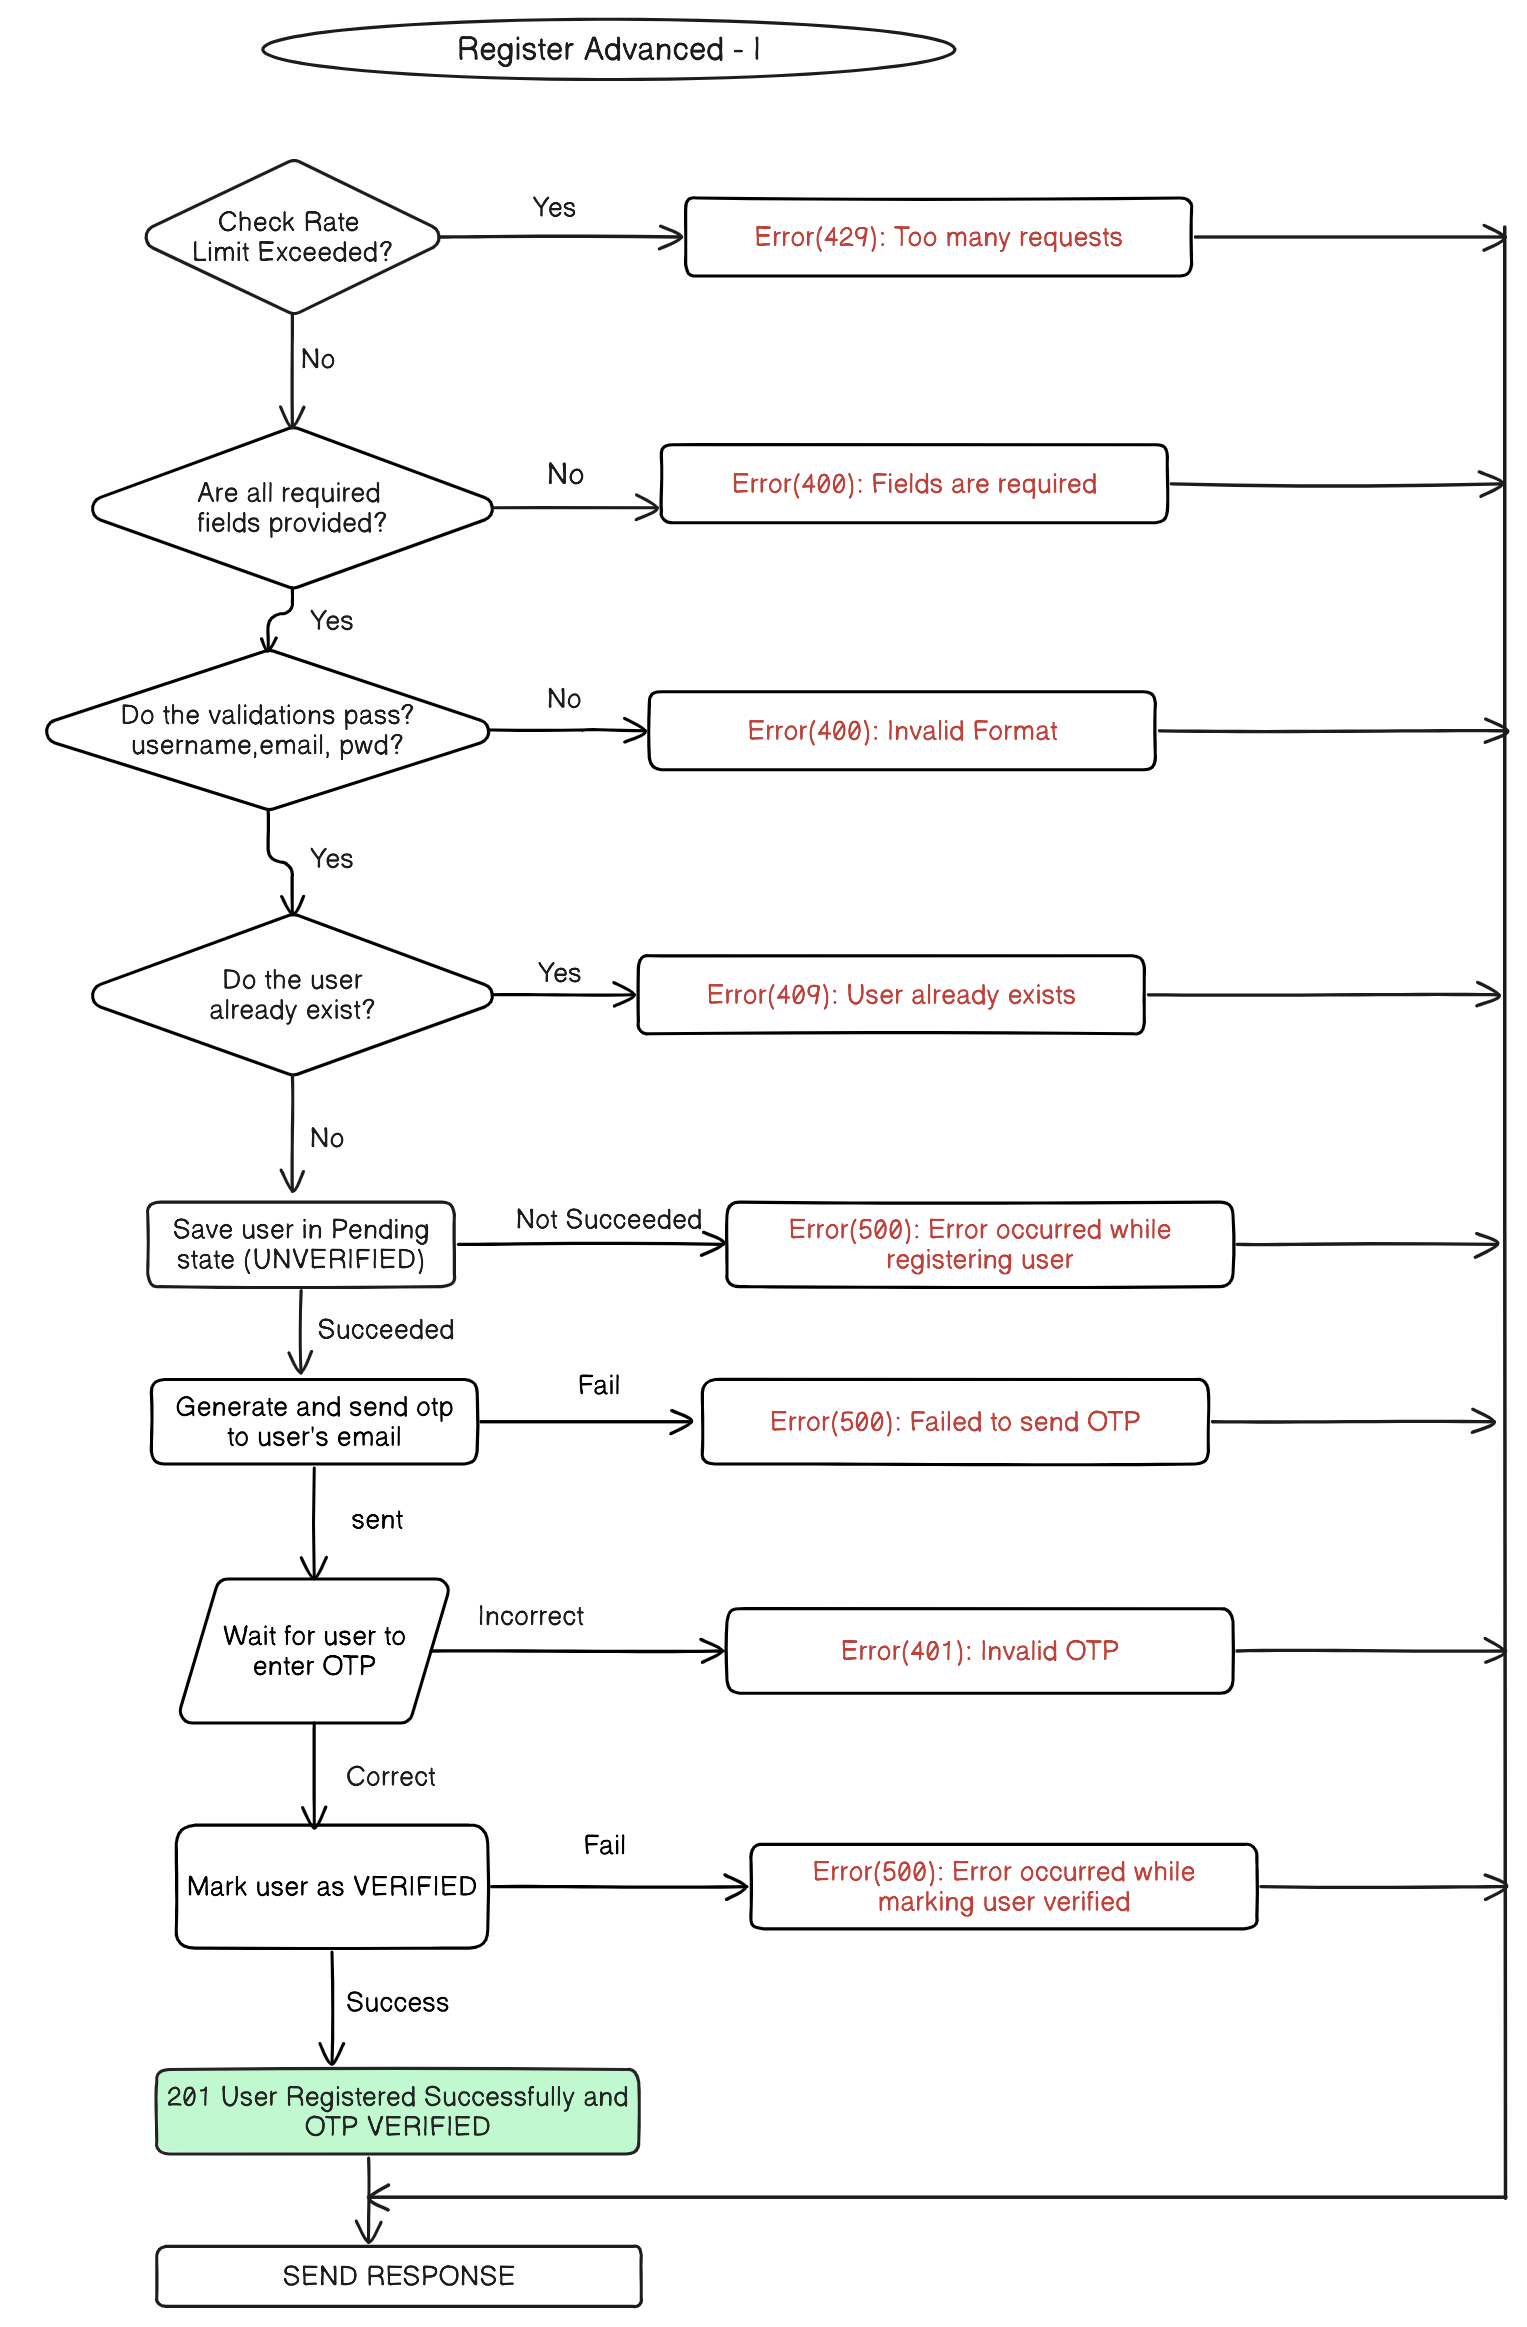 Register Advanced - I
Check Rate
Limit Exceeded?
Yes
Error(429): Too many requests
No
Are all required
fields provided?
No
Error(400): Fields are required
Yes
Do the validations pass?
username,email, pwd?
No
Error(400): Invalid Format
Yes
Do the user
already exist?
Yes
Error(409): User already exists
No
Save user in Pending
state (UNVERIFIED)
Not Succeeded
Error(500): Error occurred while
registering user
Succeeded
Generate and send otp
to user's email
Fail
Error(500): Failed to send OTP
sent
Wait for user to
enter OTP
Incorrect
Error(401): Invalid OTP
Correct
Mark user as VERIFIED
Fail
Error(500): Error occurred while
marking user verified
Success
201 User Registered Successfully and
OTP VERIFIED
SEND RESPONSE